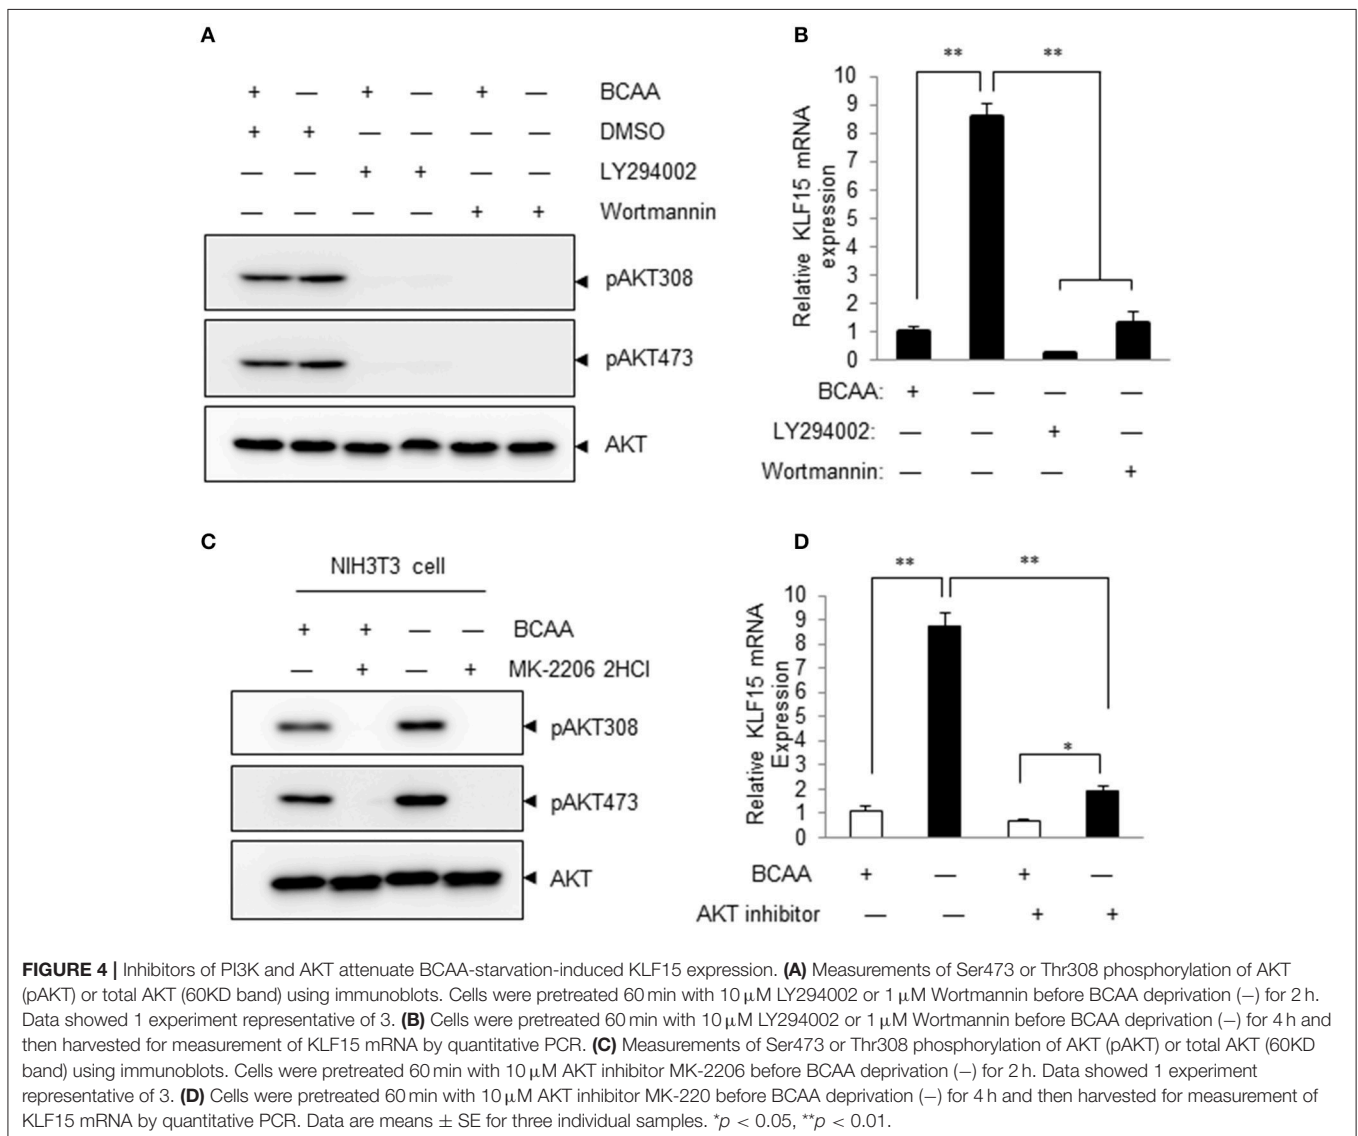 A
+ — + — + — BCAA
+ + — — — — DMSO
— — + + — — LY294002
— — — — + + Wortmannin
pAKT308
pAKT473
AKT
B
** **
Relative KLF15 mRNA
expression
10
9
8
7
6
5
4
3
2
1
0
BCAA: + — — —
LY294002: — — + —
Wortmannin: — — — +
C
NIH3T3 cell
+ + — — BCAA
— + — + MK-2206 2HCl
pAKT308
pAKT473
AKT
D
** **
*
Relative KLF15 mRNA
Expression
10
9
8
7
6
5
4
3
2
1
0
BCAA + — + —
AKT inhibitor — — + +
FIGURE 4 | Inhibitors of PI3K and AKT attenuate BCAA-starvation-induced KLF15 expression. (A) Measurements of Ser473 or Thr308 phosphorylation of AKT
(pAKT) or total AKT (60KD band) using immunoblots. Cells were pretreated 60 min with 10 μM LY294002 or 1 μM Wortmannin before BCAA deprivation (−) for 2 h.
Data showed 1 experiment representative of 3. (B) Cells were pretreated 60 min with 10 μM LY294002 or 1 μM Wortmannin before BCAA deprivation (−) for 4 h and
then harvested for measurement of KLF15 mRNA by quantitative PCR. (C) Measurements of Ser473 or Thr308 phosphorylation of AKT (pAKT) or total AKT (60KD
band) using immunoblots. Cells were pretreated 60 min with 10 μM AKT inhibitor MK-2206 before BCAA deprivation (−) for 2 h. Data showed 1 experiment
representative of 3. (D) Cells were pretreated 60 min with 10 μM AKT inhibitor MK-220 before BCAA deprivation (−) for 4 h and then harvested for measurement of
KLF15 mRNA by quantitative PCR. Data are means ± SE for three individual samples. *p < 0.05, **p < 0.01.